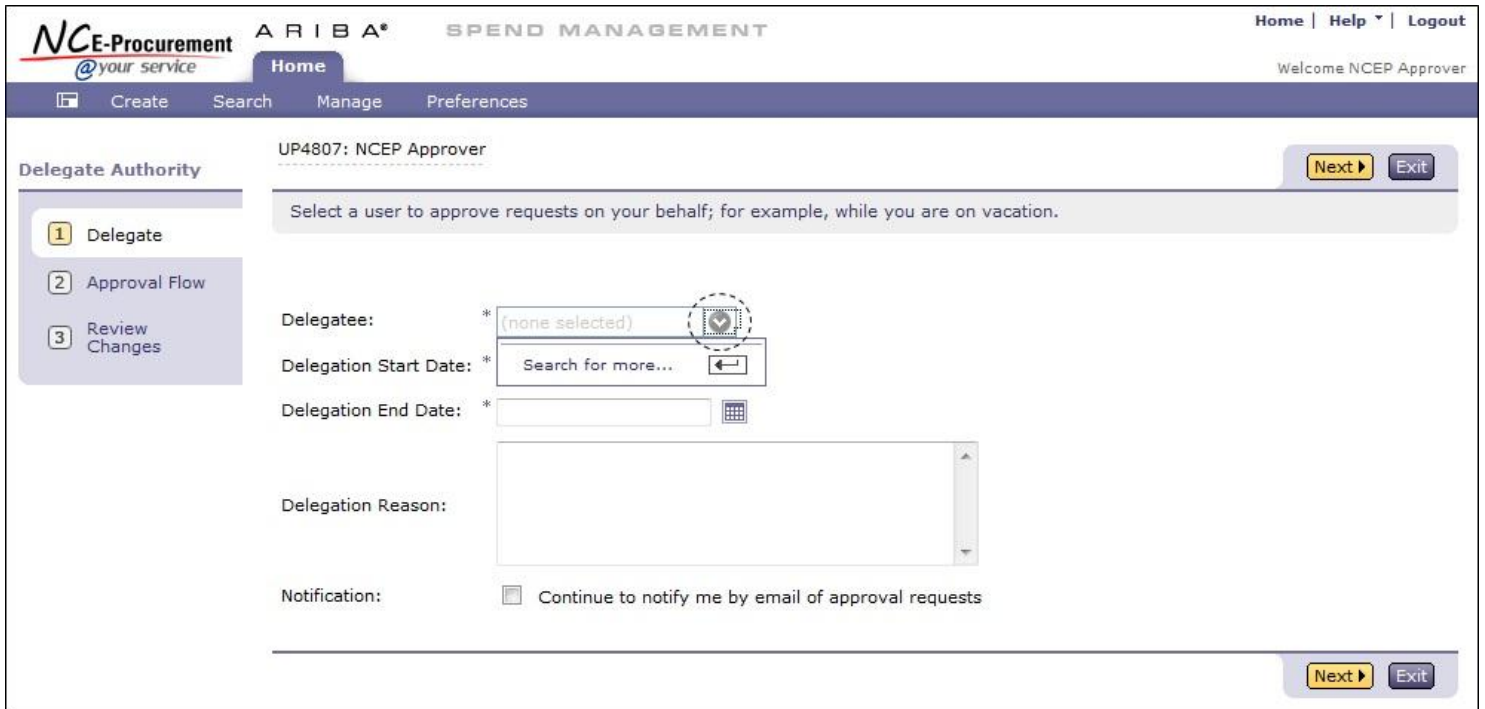 NCE-Procurement
@your service
ARIBA® SPEND MANAGEMENT
Home | Help | Logout
Home
Welcome NCEP Approver
Create Search Manage Preferences
Delegate Authority
1 Delegate
2 Approval Flow
3 Review
Changes
UP4807: NCEP Approver
Next Exit
Select a user to approve requests on your behalf; for example, while you are on vacation.
Delegatee: * (none selected)
Delegation Start Date: * Search for more...
Delegation End Date: *
Delegation Reason:
Notification: Continue to notify me by email of approval requests
Next Exit